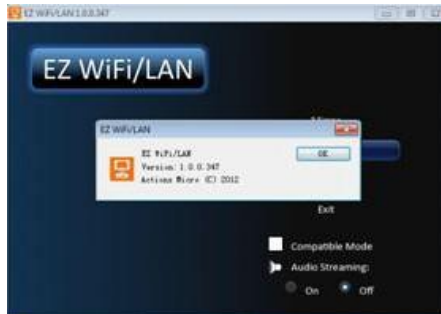 EZ WiFi/LAN 1.0.0.347
EZ WiFi/LAN
EZ WiFi/LAN
EZ WiFi/LAN
Version: 1.0.0.347
Actions Micro (C) 2012
OK
Exit
Compatible Mode
Audio Streaming:
On
Off